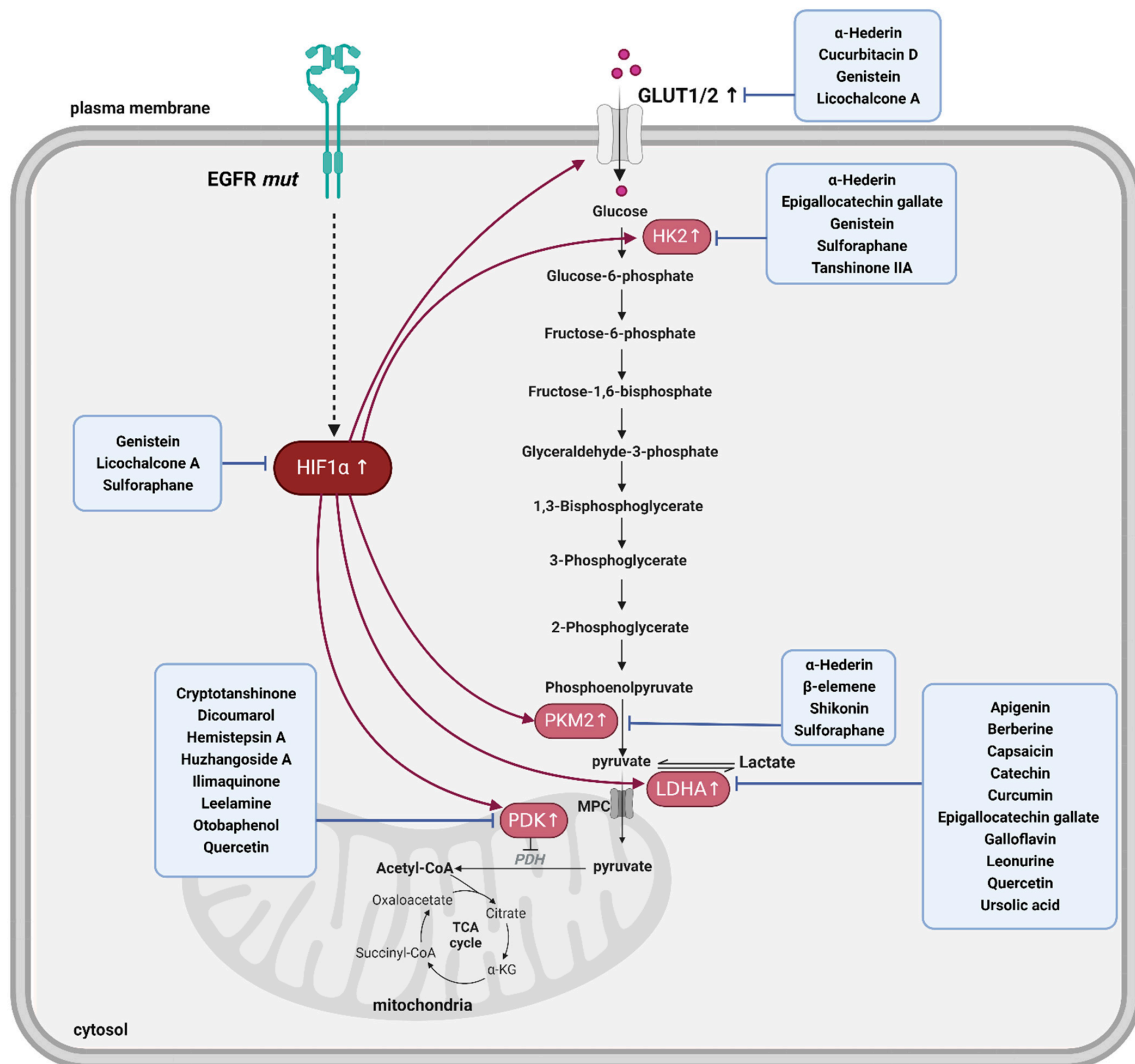 α-Hederin
Cucurbitacin D
Genistein
Licochalcone A
GLUT1/2 ↑
plasma membrane
EGFR mut
α-Hederin
Epigallocatechin gallate
Genistein
Sulforaphane
Tanshinone IIA
Glucose
HK2↑
Glucose-6-phosphate
Fructose-6-phosphate
Fructose-1,6-bisphosphate
Genistein
Licochalcone A
Sulforaphane
HIF1α ↑
Glyceraldehyde-3-phosphate
1,3-Bisphosphoglycerate
3-Phosphoglycerate
2-Phosphoglycerate
Phosphoenolpyruvate
α-Hederin
β-elemene
Shikonin
Sulforaphane
PKM2↑
Cryptotanshinone
Dicoumarol
Hemistepsin A
Huzhangoside A
Ilimaquinone
Leelamine
Otobaphenol
Quercetin
Apigenin
Berberine
Capsaicin
Catechin
Curcumin
Epigallocatechin gallate
Galloflavin
Leonurine
Quercetin
Ursolic acid
pyruvate
Lactate
LDHA↑
MPC
PDK↑
PDH
Acetyl-CoA
pyruvate
Oxaloacetate
Citrate
TCA
cycle
Succinyl-CoA
α-KG
mitochondria
cytosol